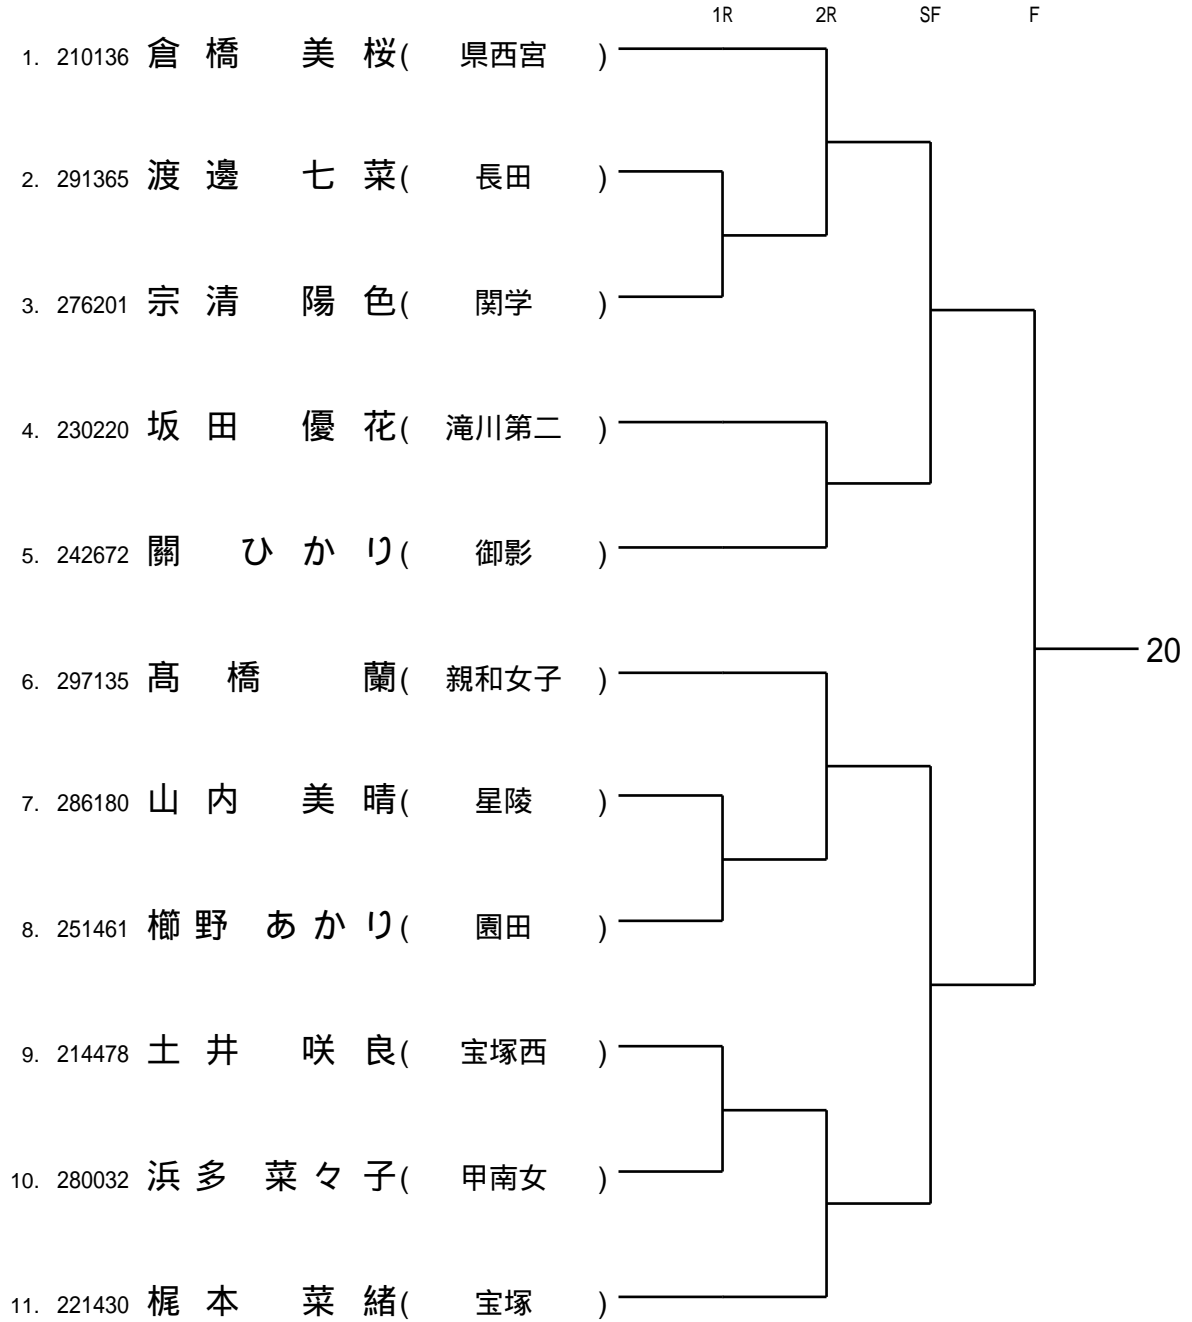 1R 2R SF F
1. 210136 倉橋 美桜( 県西宮 )
2. 291365 渡邊 七菜( 長田 )
3. 276201 宗清 陽色( 関学 )
4. 230220 坂田 優花( 滝川第二 )
5. 242672 關 ひかり( 御影 )
20
6. 297135 髙橋 蘭( 親和女子 )
7. 286180 山内 美晴( 星陵 )
8. 251461 櫛野 あかり( 園田 )
9. 214478 土井 咲良( 宝塚西 )
10. 280032 浜多 菜々子( 甲南女 )
11. 221430 梶本 菜緒( 宝塚 )